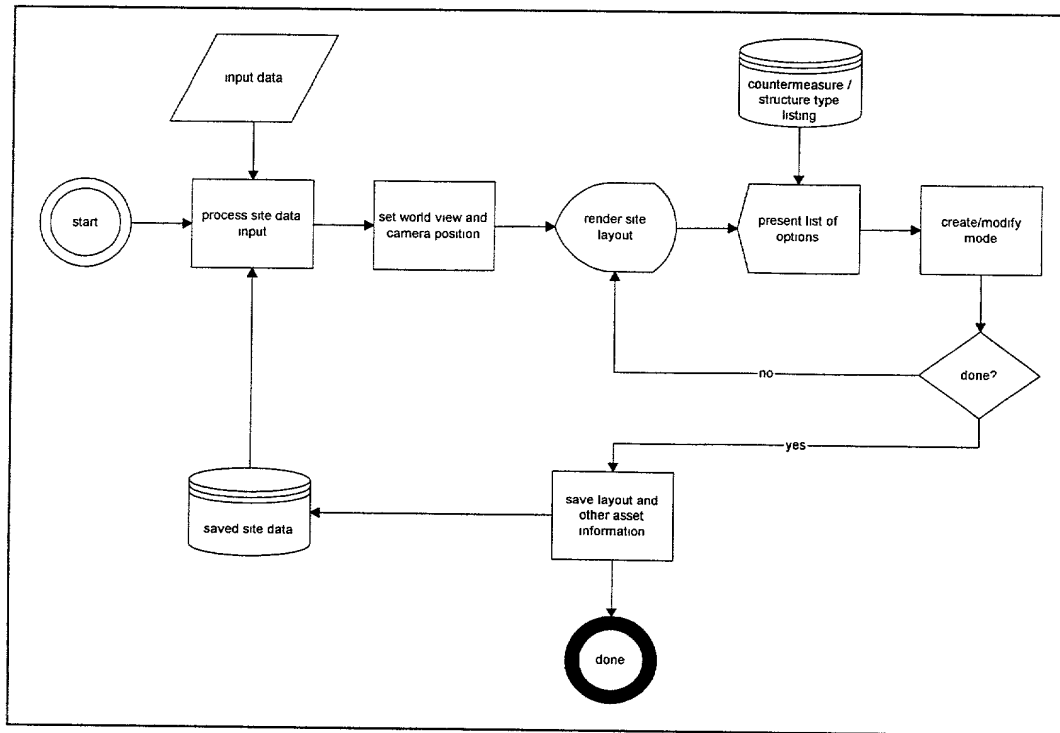 input data
countermeasure /
structure type
listing
start
process site data
input
set world view and
camera position
render site
layout
present list of
options
create/modify
mode
no
done?
yes
saved site data
save layout and
other asset
information
done